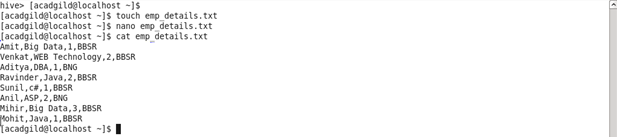 hive> [acadgild@localhost ~]$
[acadgild@localhost ~]$ touch emp_details.txt
[acadgild@localhost ~]$ nano emp_details.txt
[acadgild@localhost ~]$ cat emp_details.txt
Amit,Big Data,1,BBSR
Venkat,WEB Technology,2,BBSR
Aditya,DBA,1,BNG
Ravinder,Java,2,BBSR
Sunil,c#,1,BBSR
Anil,ASP,2,BNG
Mihir,Big Data,3,BBSR
Mohit,Java,1,BBSR
[acadgild@localhost ~]$